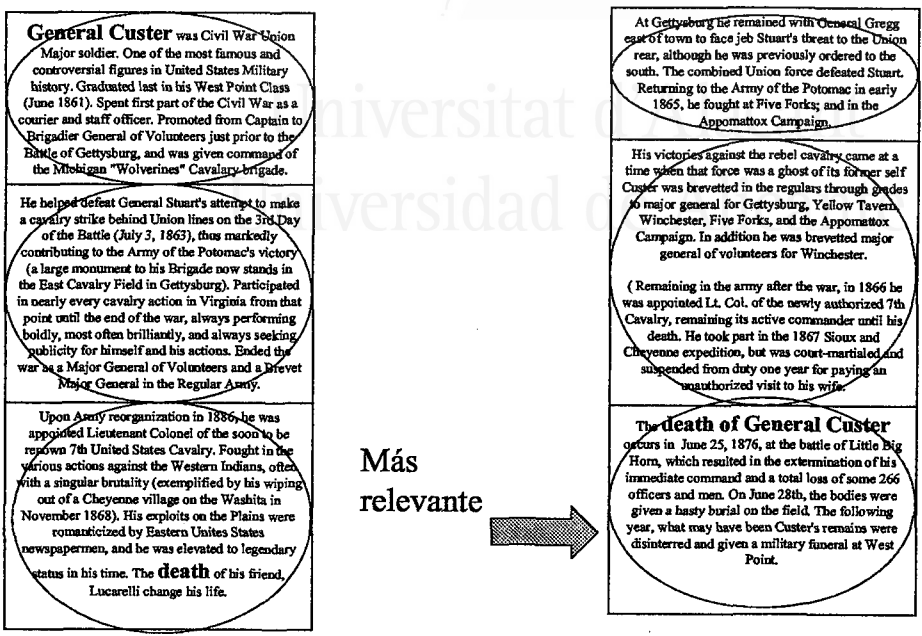 General Custer was Civil War Union
Major soldier. One of the most famous and
controversial figures in United States Military
history. Graduated last in his West Point Class
(June 1861). Spent first part of the Civil War as a
courier and staff officer. Promoted from Captain to
Brigadier General of Volunteers just prior to the
Battle of Gettysburg, and was given command of
the Michigan "Wolverines" Cavalary brigade.
He helped defeat General Stuart's attempt to make
a cavalry strike behind Union lines on the 3rd Day
of the Battle (July 3, 1863), thus markedly
contributing to the Army of the Potomac's victory
(a large monument to his Brigade now stands in
the East Cavalry Field in Gettysburg). Participated
in nearly every cavalry action in Virginia from that
point until the end of the war, always performing
boldly, most often brilliantly, and always seeking
publicity for himself and his actions. Ended the
war as a Major General of Volunteers and a Brevet
Major General in the Regular Army.
Upon Army reorganization in 1886, he was
appointed Lieutenant Colonel of the soon to be
renown 7th United States Cavalry. Fought in the
various actions against the Western Indians, often
with a singular brutality (exemplified by his wiping
out of a Cheyenne village on the Washita in
November 1868). His exploits on the Plains were
romanticized by Eastern Unites States
newspapermen, and he was elevated to legendary
status in his time. The death of his friend,
Lucarelli change his life.
Más
relevante
At Gettysburg he remained with General Gregg
east of town to face jeb Stuart's threat to the Union
rear, although he was previously ordered to the
south. The combined Union force defeated Stuart.
Returning to the Army of the Potomac in early
1865, he fought at Five Forks; and in the
Appomattox Campaign.
His victories against the rebel cavalry came at a
time when that force was a ghost of its former self
Custer was brevetted in the regulars through grades
to major general for Gettysburg, Yellow Tavern
Winchester, Five Forks, and the Appomattox
Campaign. In addition he was brevetted major
general of volunteers for Winchester.
( Remaining in the army after the war, in 1866 he
was appointed Lt. Col. of the newly authorized 7th
Cavalry, remaining its active commander until his
death. He took part in the 1867 Sioux and
Cheyenne expedition, but was court-martialed and
suspended from duty one year for paying an
unauthorized visit to his wife.
The death of General Custer
occurs in June 25, 1876, at the battle of Little Big
Horn, which resulted in the extermination of his
immediate command and a total loss of some 266
officers and men. On June 28th, the bodies were
given a hasty burial on the field. The following
year, what may have been Custer's remains were
disinterred and given a military funeral at West
Point.